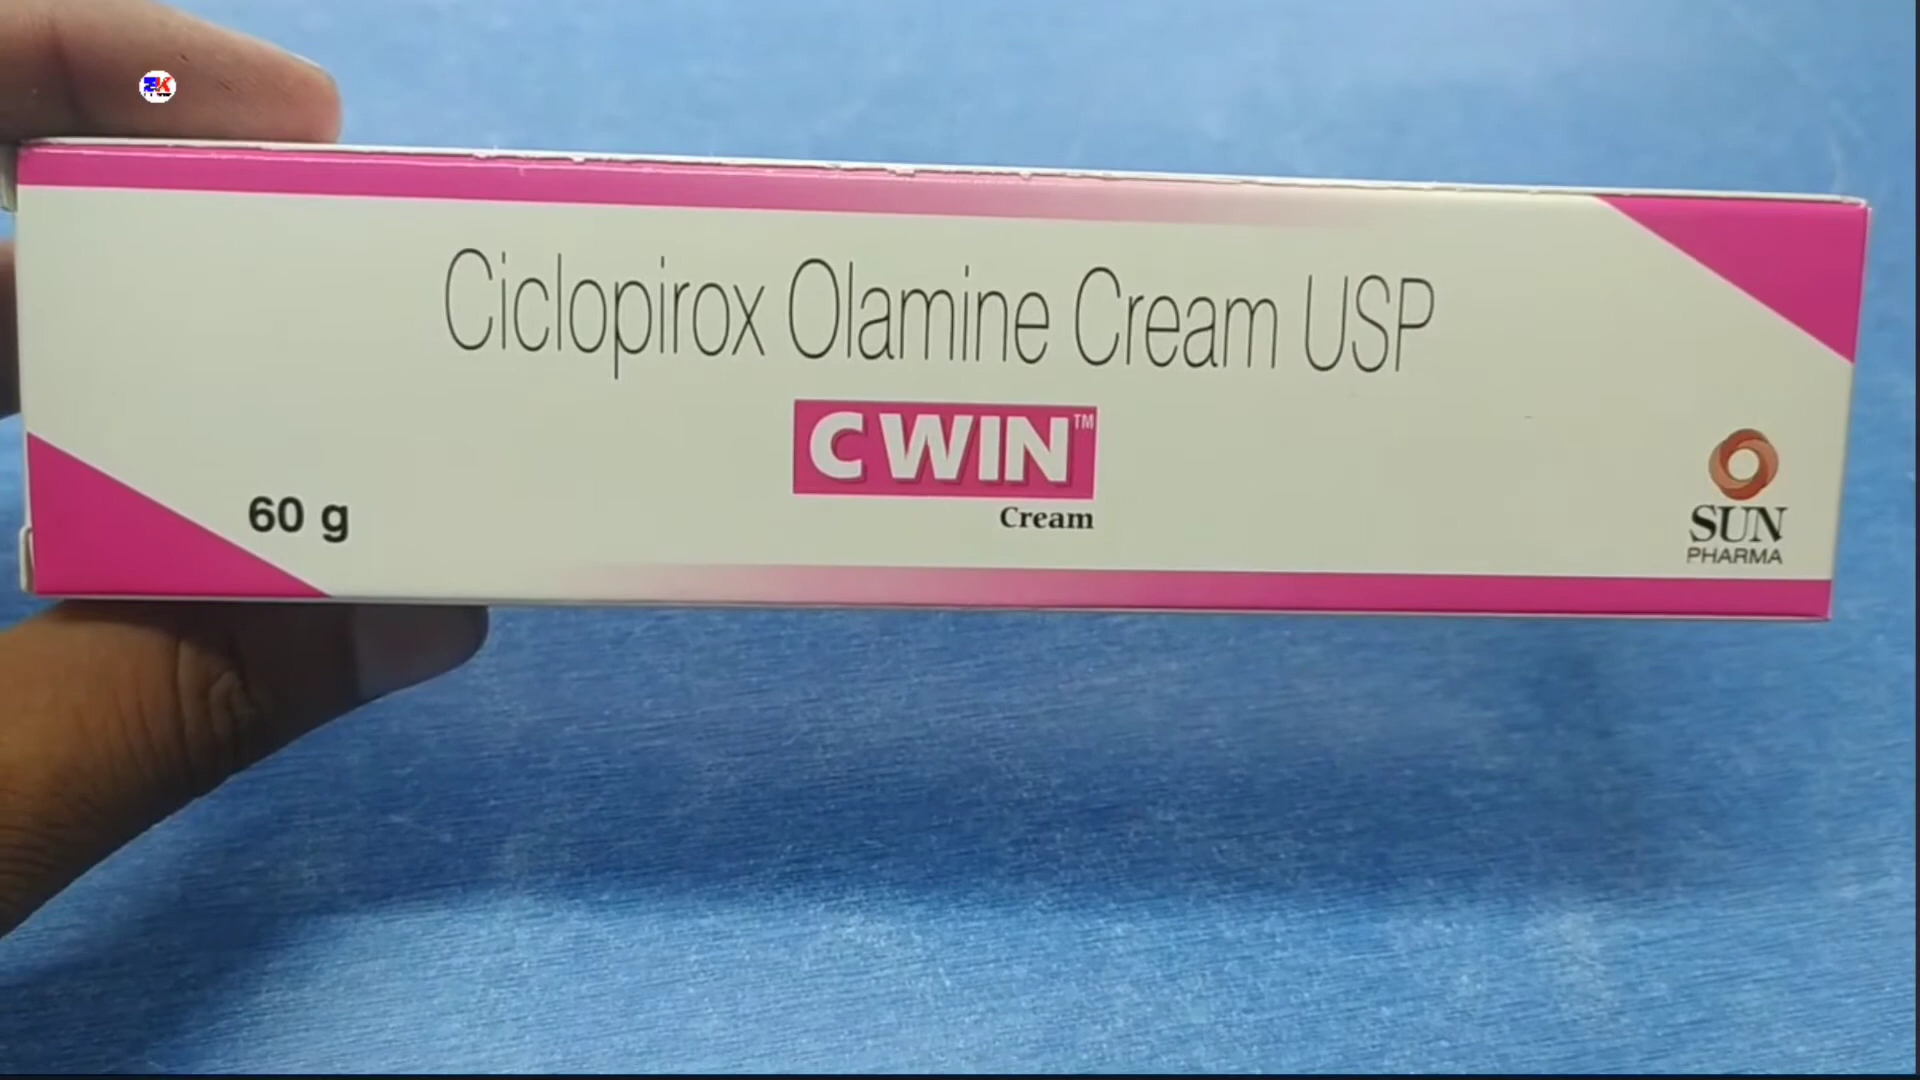 Ciclopirox Olamine Cream USP
C WIN™
Cream
60 g
SUN
PHARMA